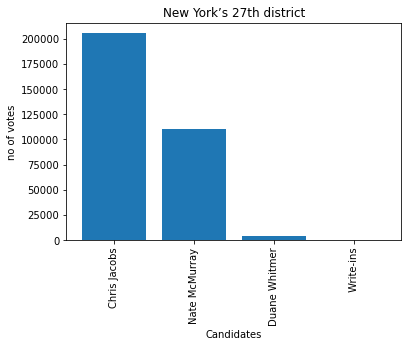 New York’s 27th district
no of votes
200000
175000
150000
125000
100000
75000
50000
25000
0
Chris Jacobs
Nate McMurray
Duane Whitmer
Write-ins
Candidates